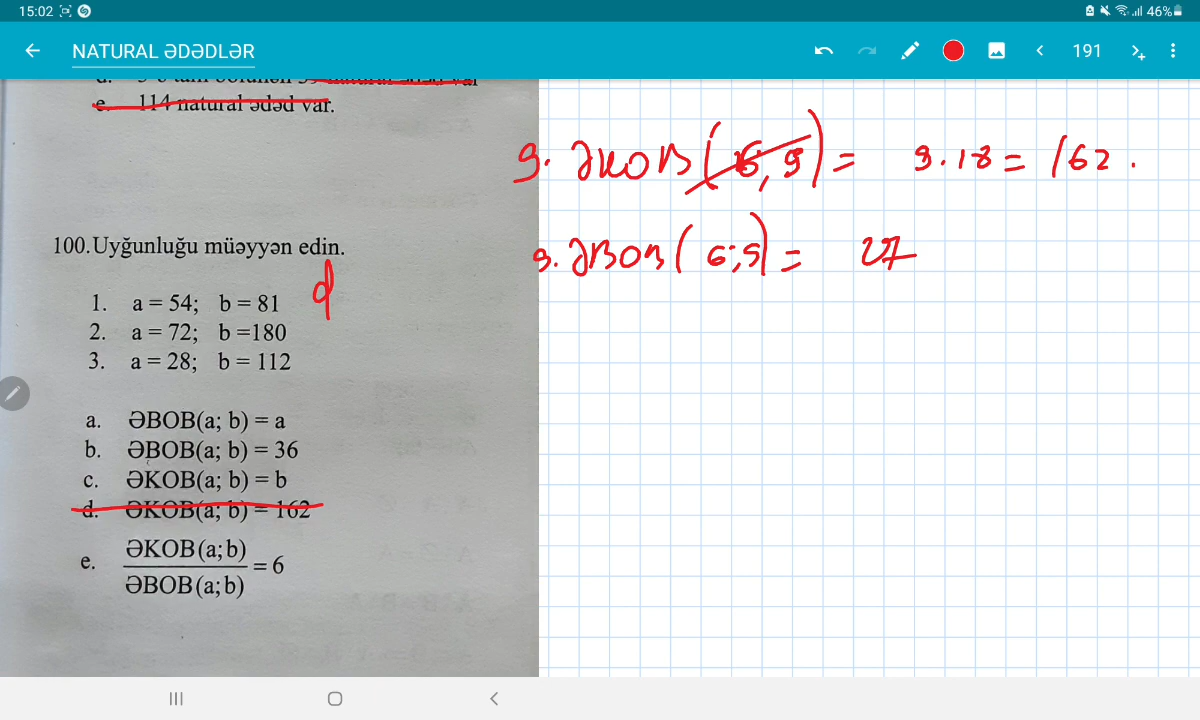 15:02 46%
NATURAL ƏDƏDLƏR 191
e. 114 natural ədəd var.
9. ƏKOB(6,9) = 9.18 = 162.
9. ƏBOB(6;9) = 27
100. Uyğunluğu müəyyən edin.
d
1. a = 54; b = 81
2. a = 72; b =180
3. a = 28; b = 112
a. ƏBOB(a; b) = a
b. ƏBOB(a; b) = 36
c. ƏKOB(a; b) = b
d. ƏKOB(a; b) = 162
e. ƏKOB(a;b)
ƏBOB(a;b) = 6